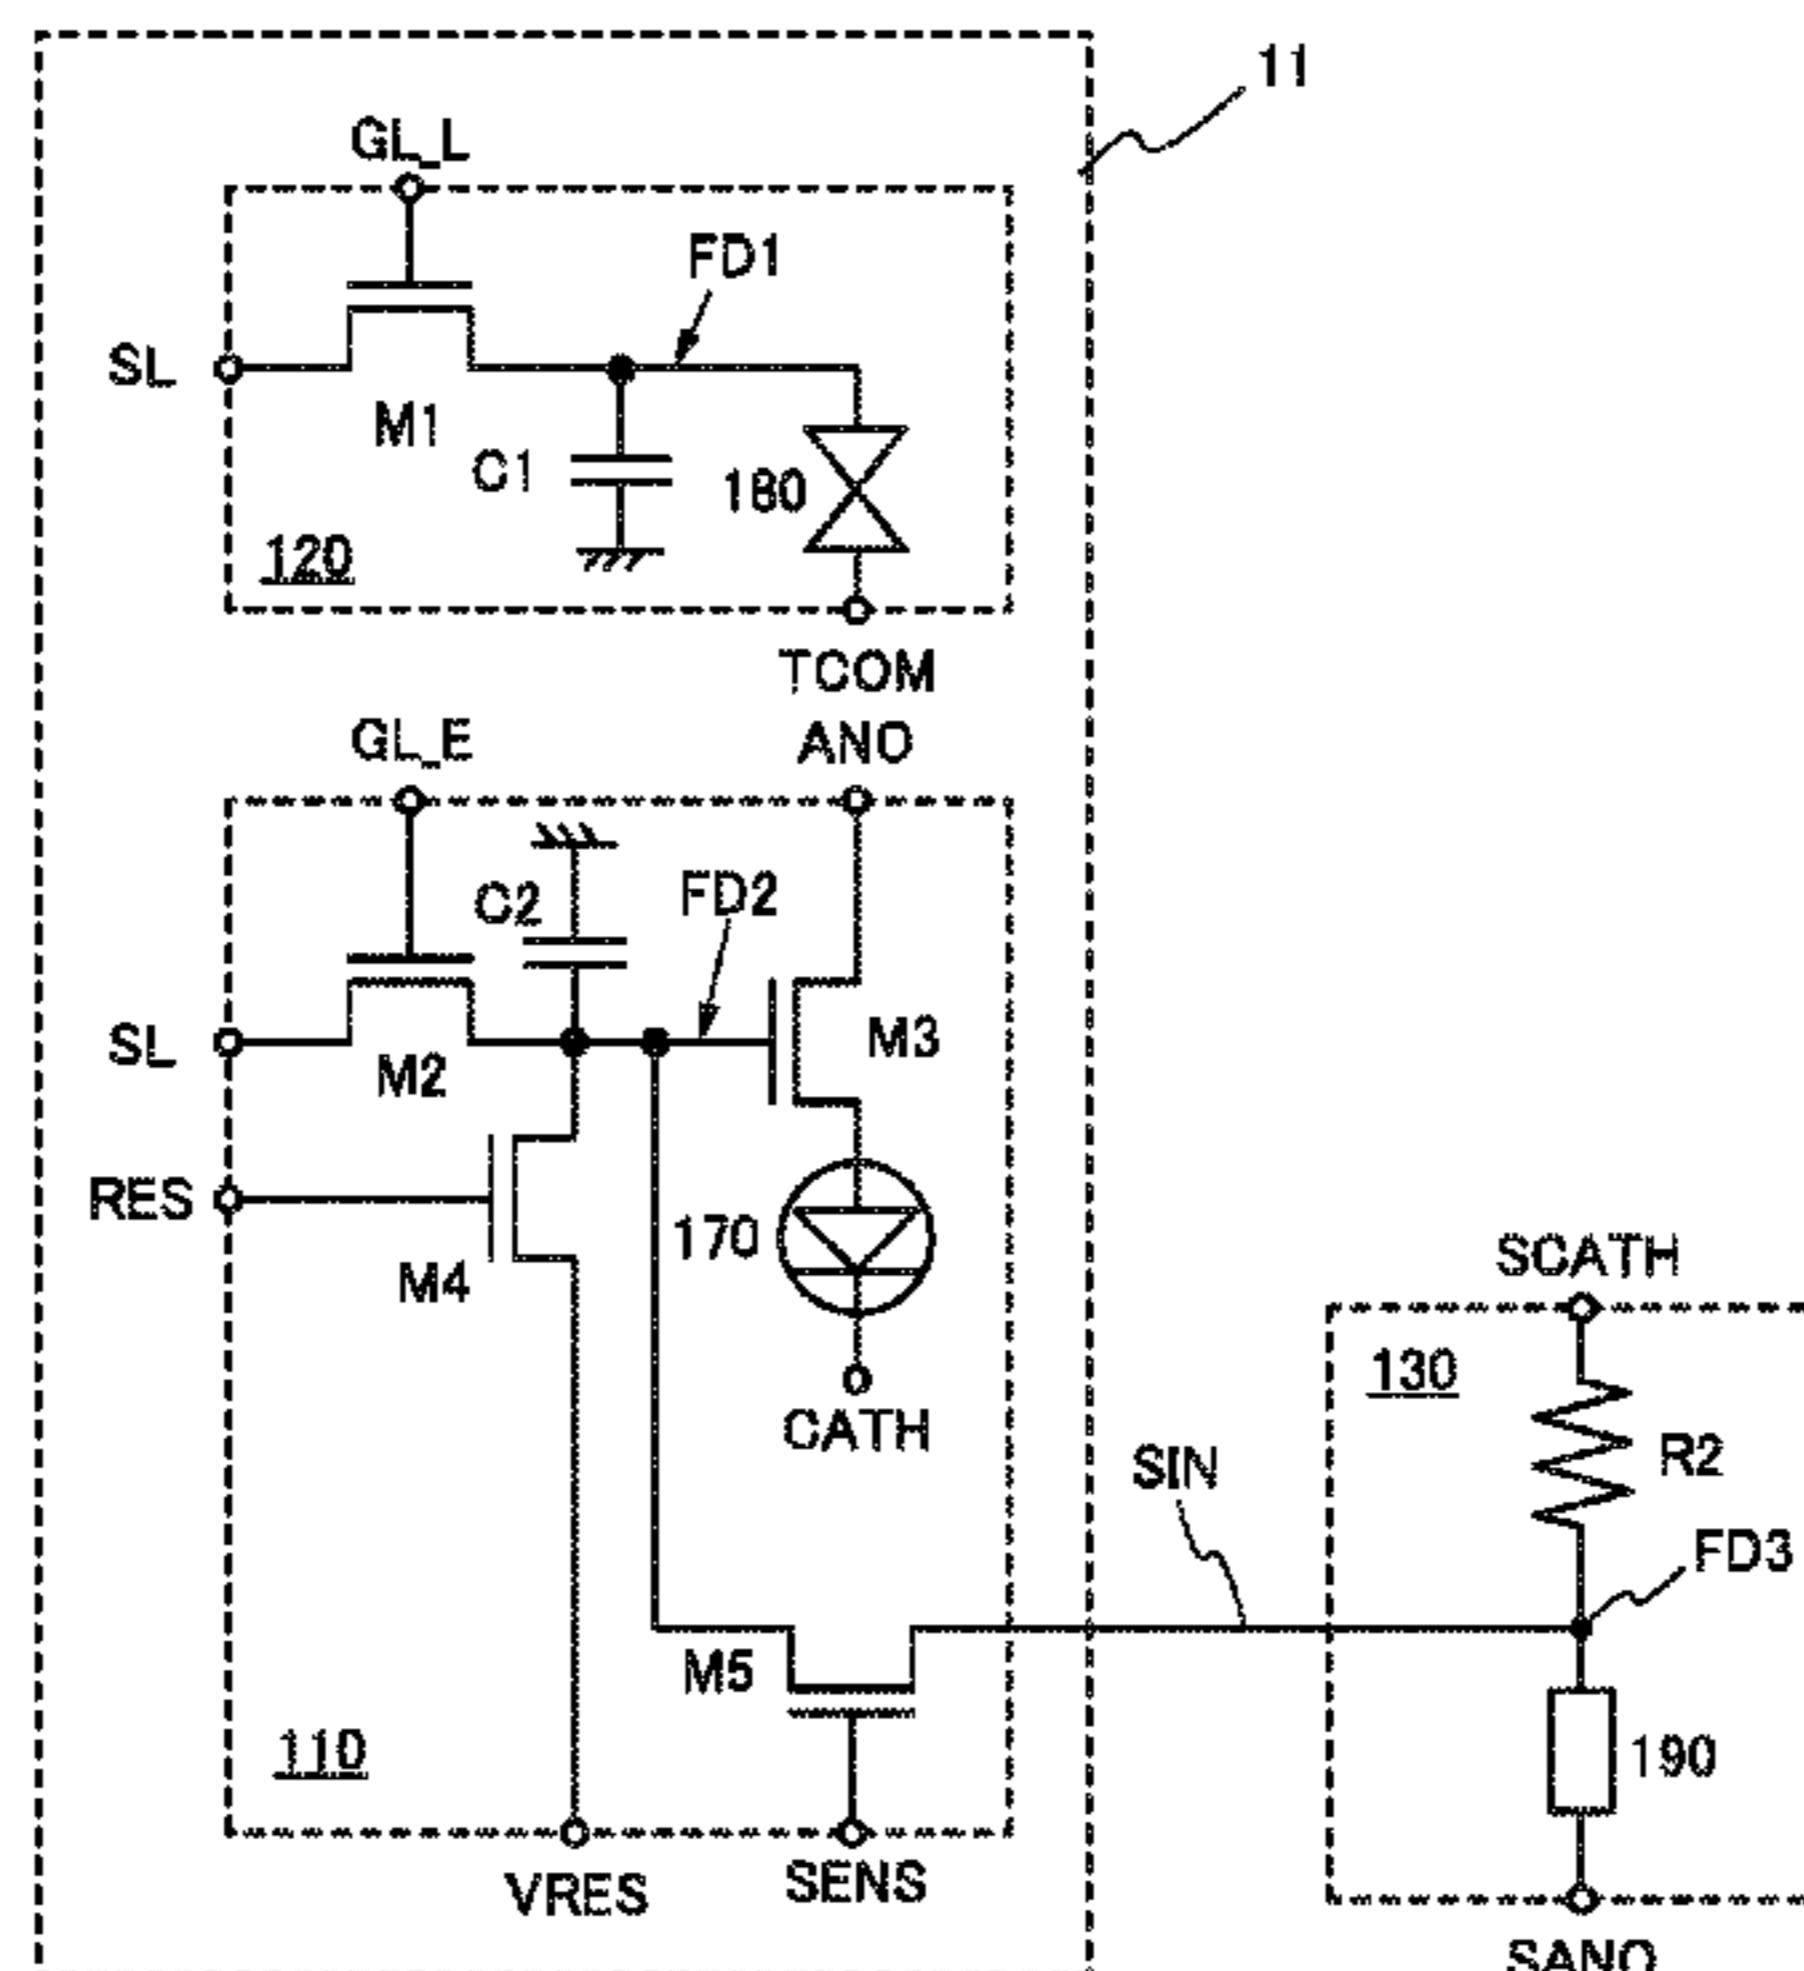 11
GL_L
FD1
SL
M1
C1
180
120
TCOM
GL_E
ANO
C2
FD2
SL
M2
M3
RES
M4
170
SCATH
130
CATH
SIN
R2
FD3
M5
110
190
VRES
SENS
SANO